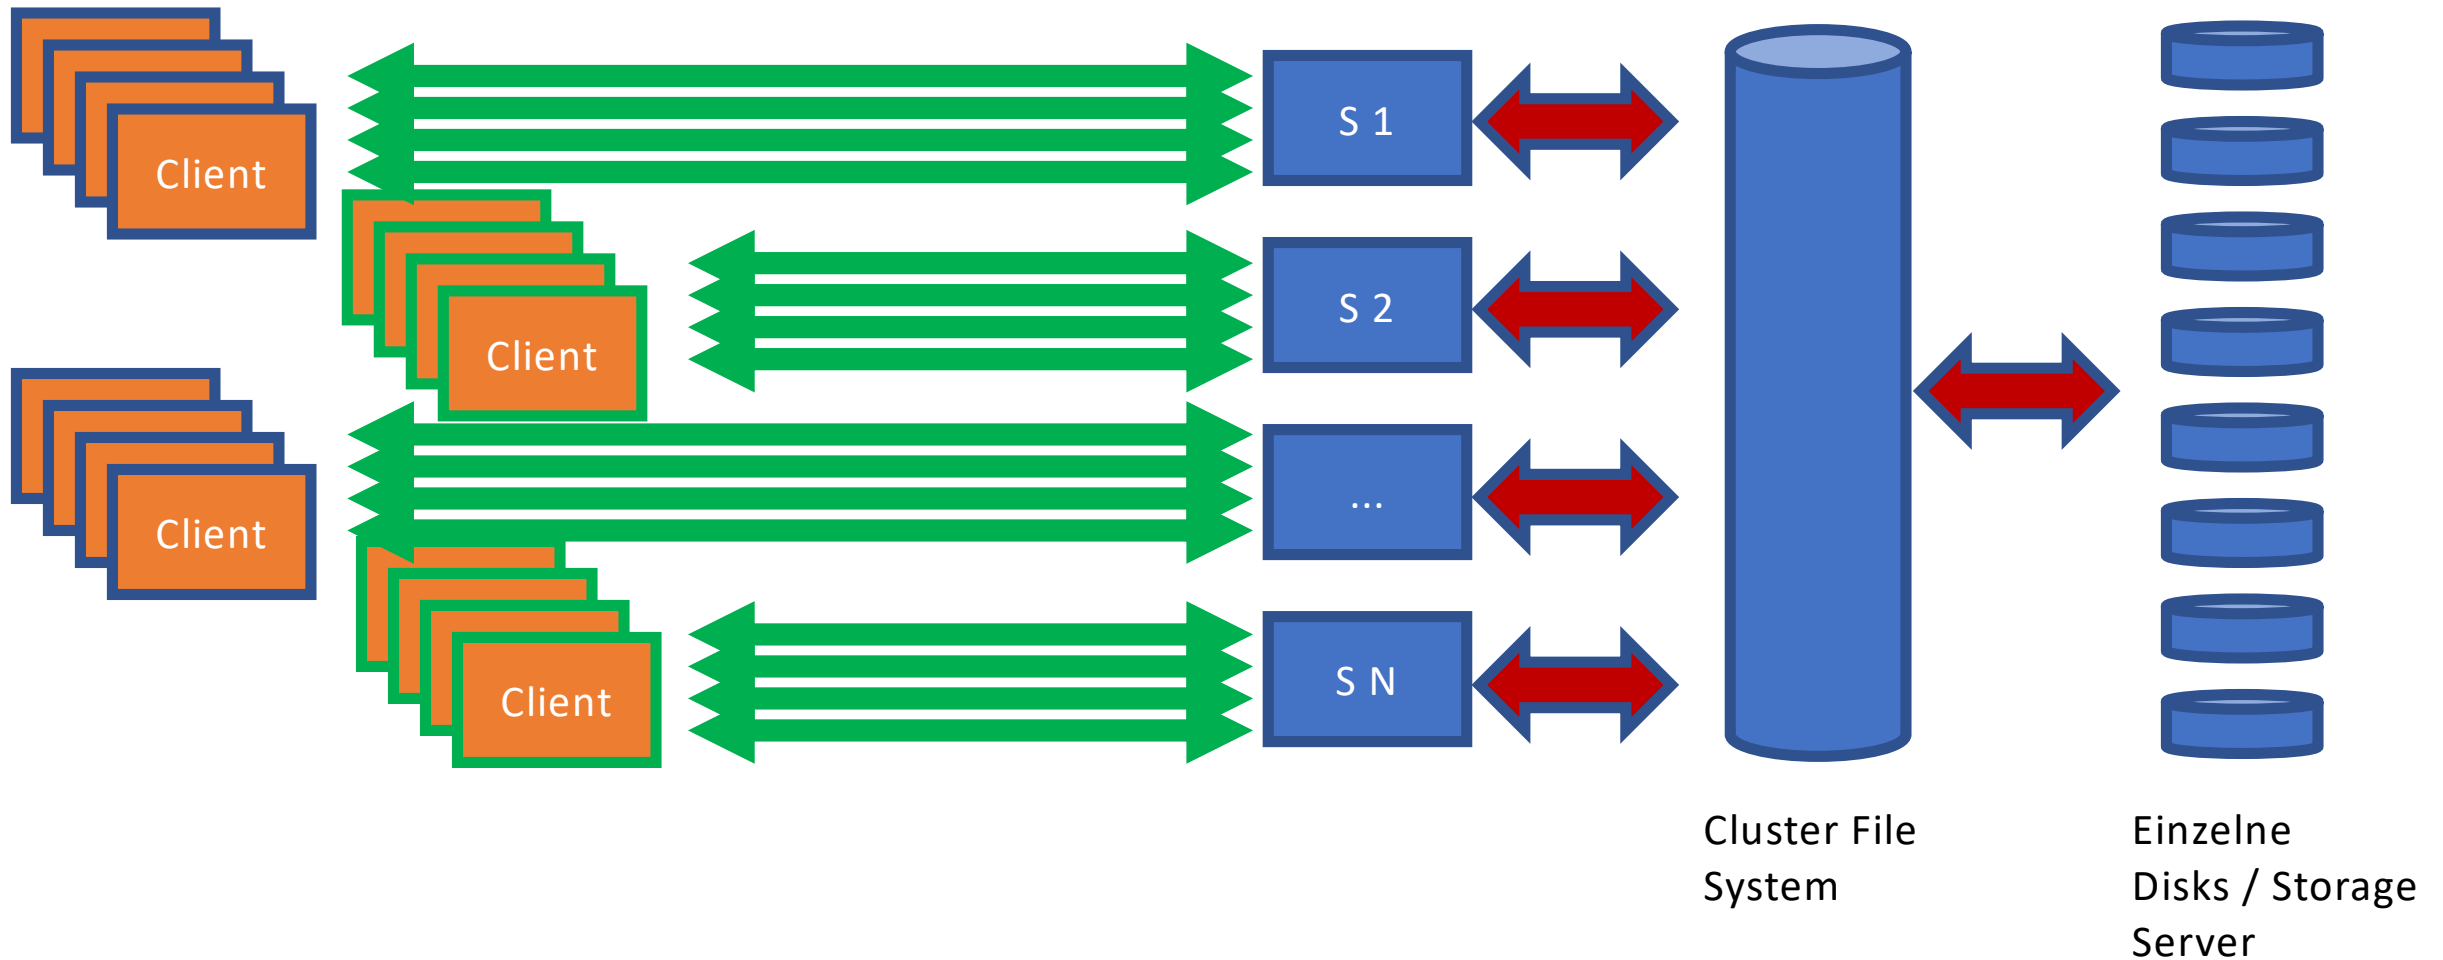 Client
Client
Client
Client
S 1
S 2
...
S N
Cluster File
System
Einzelne
Disks / Storage
Server